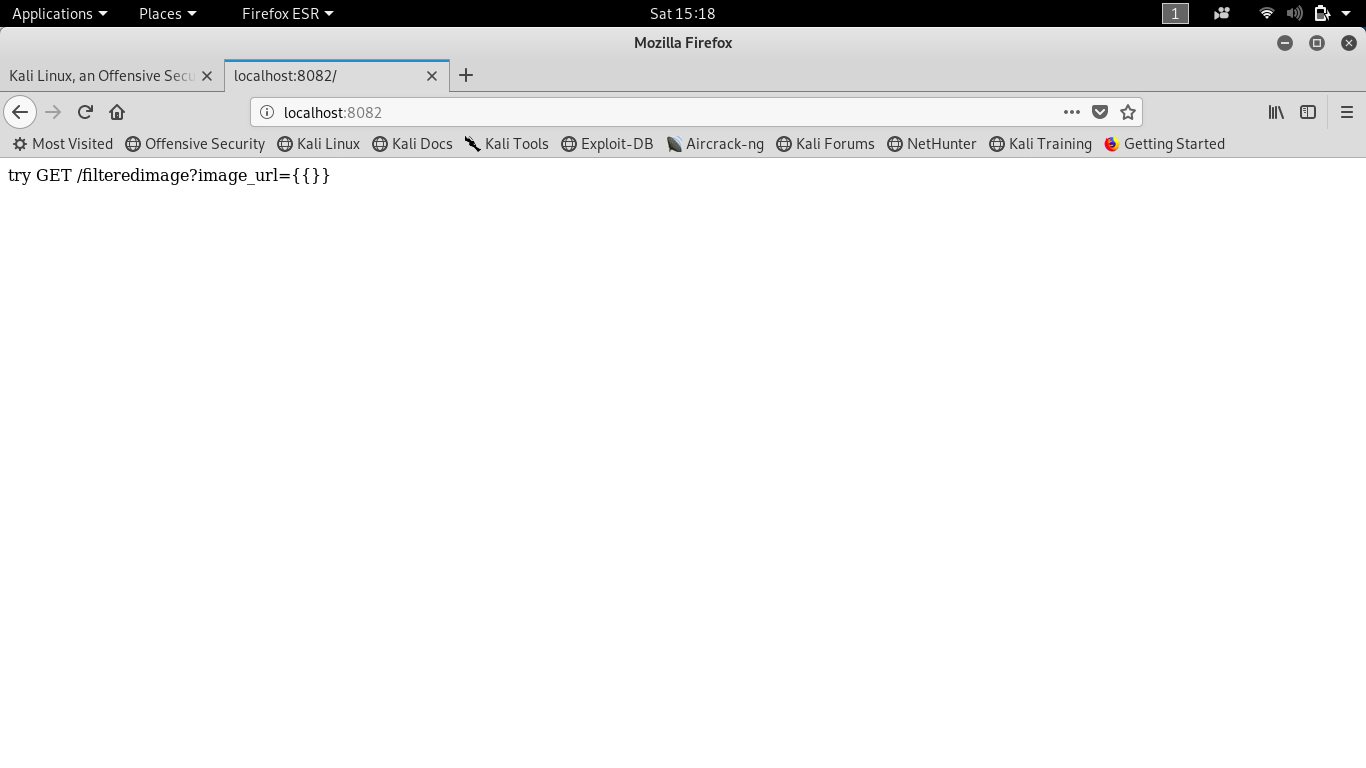 Applications Places Firefox ESR Sat 15:18 1
Mozilla Firefox
Kali Linux, an Offensive Secu localhost:8082/
localhost:8082
Most Visited Offensive Security Kali Linux Kali Docs Kali Tools Exploit-DB Aircrack-ng Kali Forums NetHunter Kali Training Getting Started
try GET /filteredimage?image_url={{}}